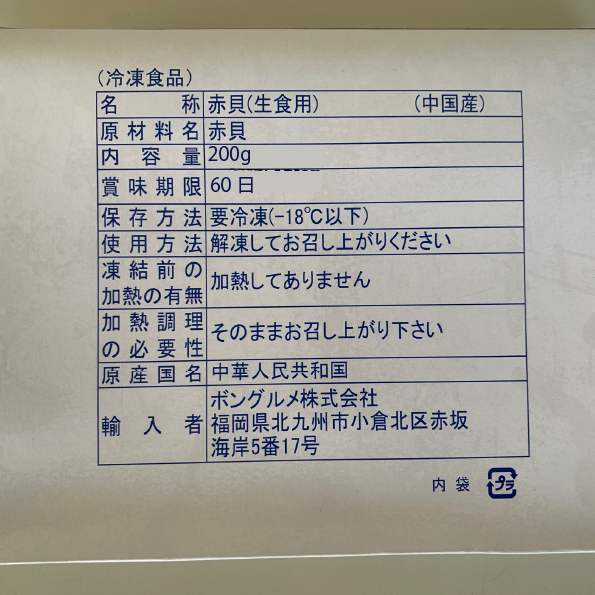 (冷凍食品)
名称 赤貝(生食用) (中国産)
原材料名 赤貝
内容量 200g
賞味期限 60日
保存方法 要冷凍(-18℃以下)
使用方法 解凍してお召し上がりください
凍結前の
加熱の有無 加熱してありません
加熱調理
の必要性 そのままお召し上がり下さい
原産国名 中華人民共和国
輸入者 ボングルメ株式会社
福岡県北九州市小倉北区赤坂
海岸5番17号
内袋 プラ